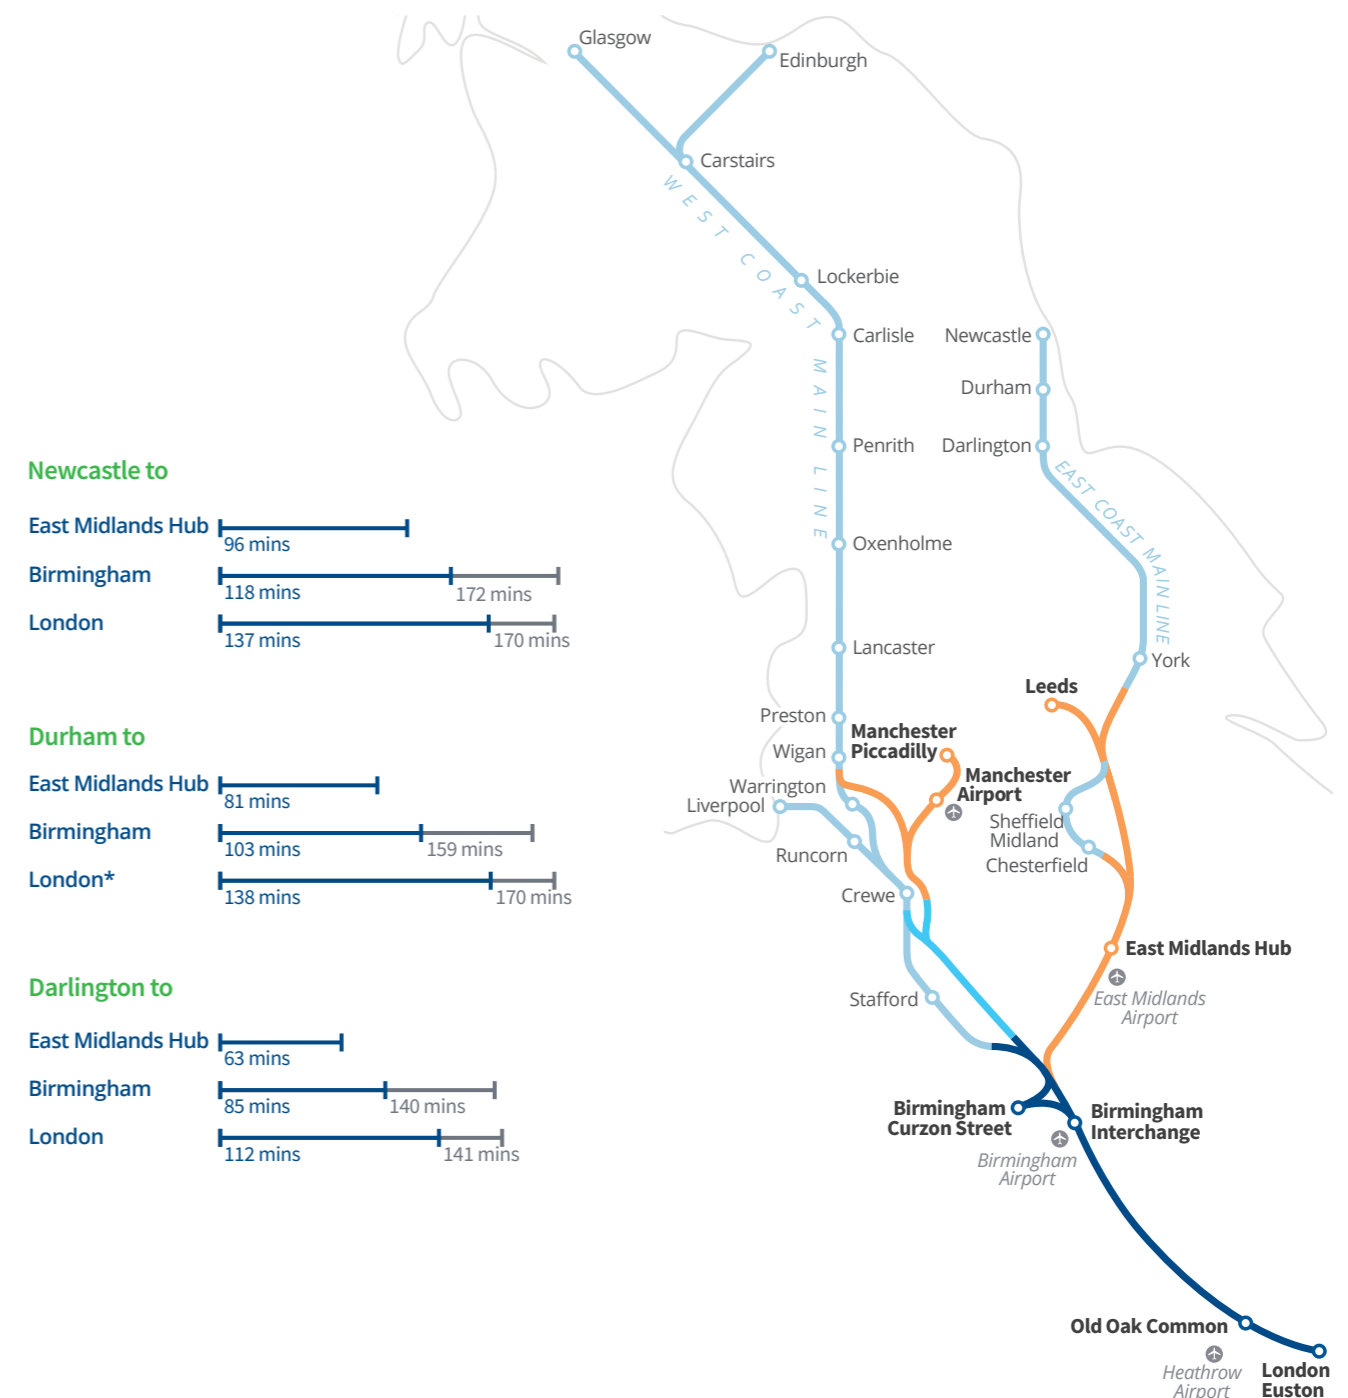 Glasgow
Edinburgh
Carstairs
WEST COAST MAIN LINE
Lockerbie
Carlisle
Newcastle
Durham
Penrith
Darlington
EAST COAST MAIN LINE
Oxenholme
Lancaster
York
Leeds
Preston
Manchester
Piccadilly
Wigan
Manchester
Airport
Warrington
Liverpool
Sheffield
Midland
Runcorn
Chesterfield
Crewe
East Midlands Hub
Stafford
East Midlands
Airport
Birmingham
Curzon Street
Birmingham
Interchange
Birmingham
Airport
Old Oak Common
Heathrow
Airport
London
Euston
Newcastle to
East Midlands Hub
96 mins
Birmingham
118 mins
172 mins
London
137 mins
170 mins
Durham to
East Midlands Hub
81 mins
Birmingham
103 mins
159 mins
London*
138 mins
170 mins
Darlington to
East Midlands Hub
63 mins
Birmingham
85 mins
140 mins
London
112 mins
141 mins